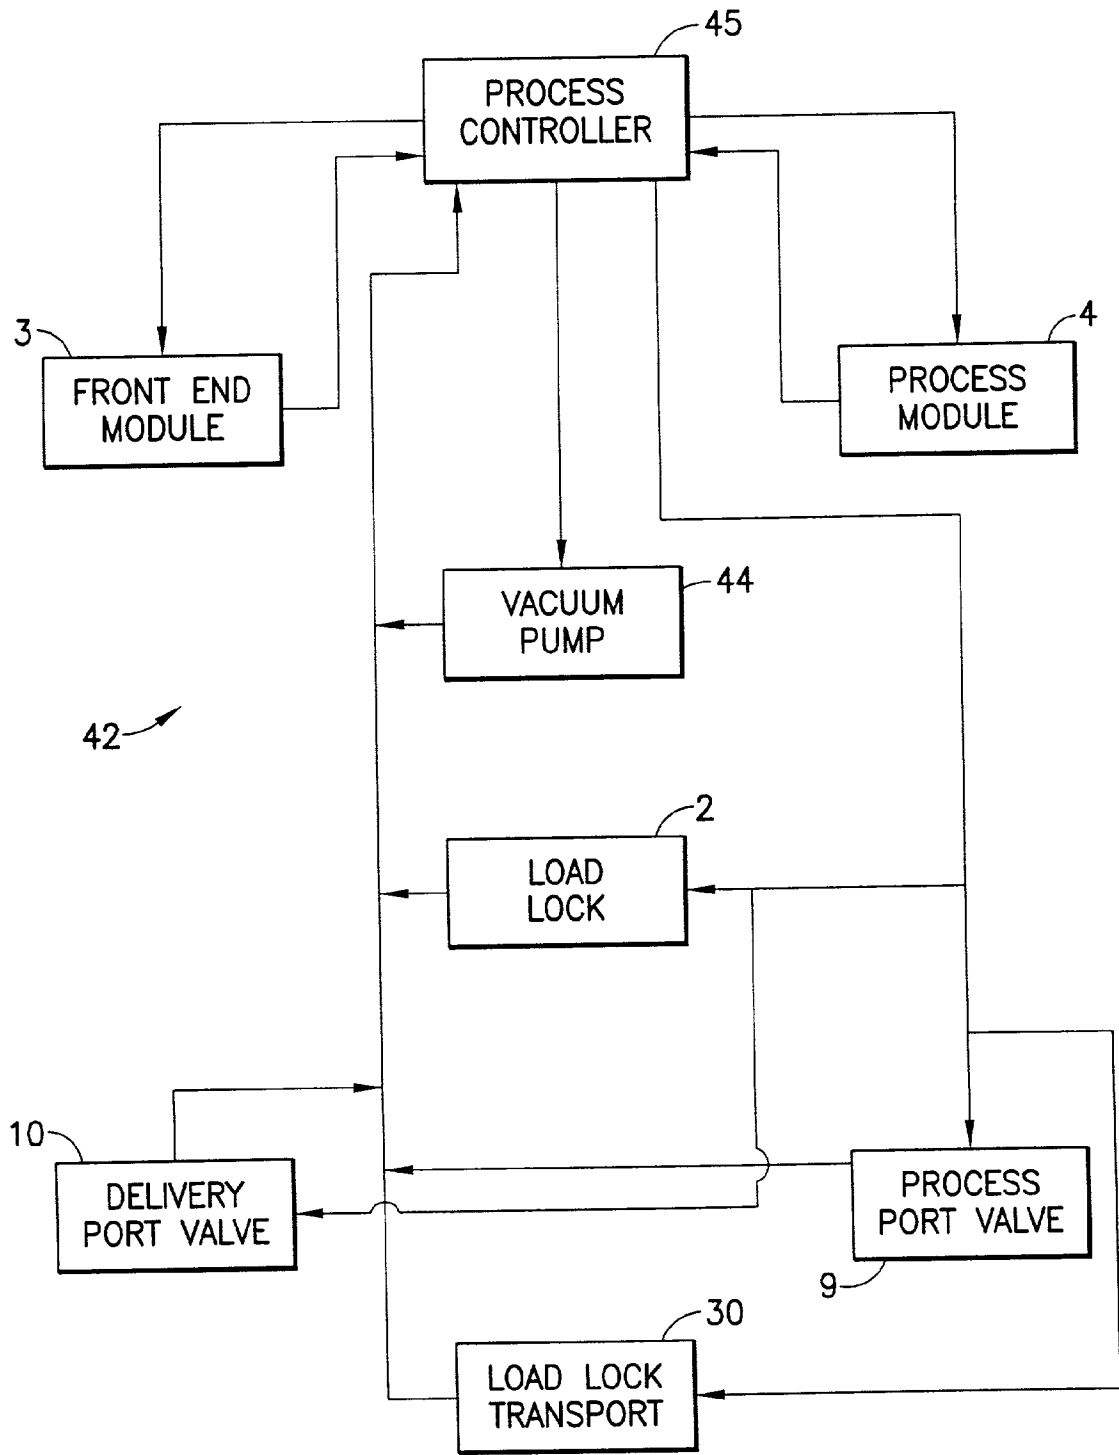 45
PROCESS
CONTROLLER
3
FRONT END
MODULE
4
PROCESS
MODULE
44
VACUUM
PUMP
42
2
LOAD
LOCK
10
DELIVERY
PORT VALVE
PROCESS
PORT VALVE
9
30
LOAD LOCK
TRANSPORT